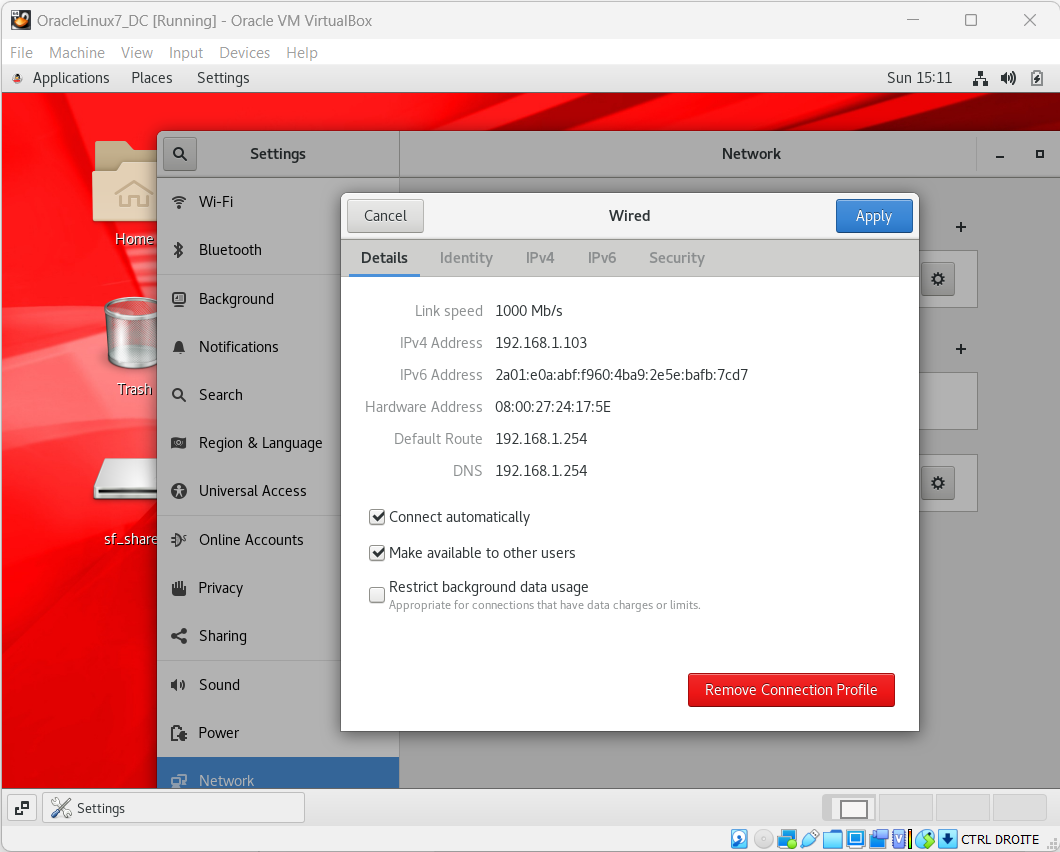 OracleLinux7_DC [Running] - Oracle VM VirtualBox
File Machine View Input Devices Help
Applications Places Settings Sun 15:11
Settings Network
Home
Trash
sf_share
Wi-Fi
Bluetooth
Background
Notifications
Search
Region & Language
Universal Access
Online Accounts
Privacy
Sharing
Sound
Power
Network
Cancel Wired Apply
Details Identity IPv4 IPv6 Security
Link speed 1000 Mb/s
IPv4 Address 192.168.1.103
IPv6 Address 2a01:e0a:abf:f960:4ba9:2e5e:bafb:7cd7
Hardware Address 08:00:27:24:17:5E
Default Route 192.168.1.254
DNS 192.168.1.254
Connect automatically
Make available to other users
Restrict background data usage
Appropriate for connections that have data charges or limits.
Remove Connection Profile
Settings
CTRL DROITE